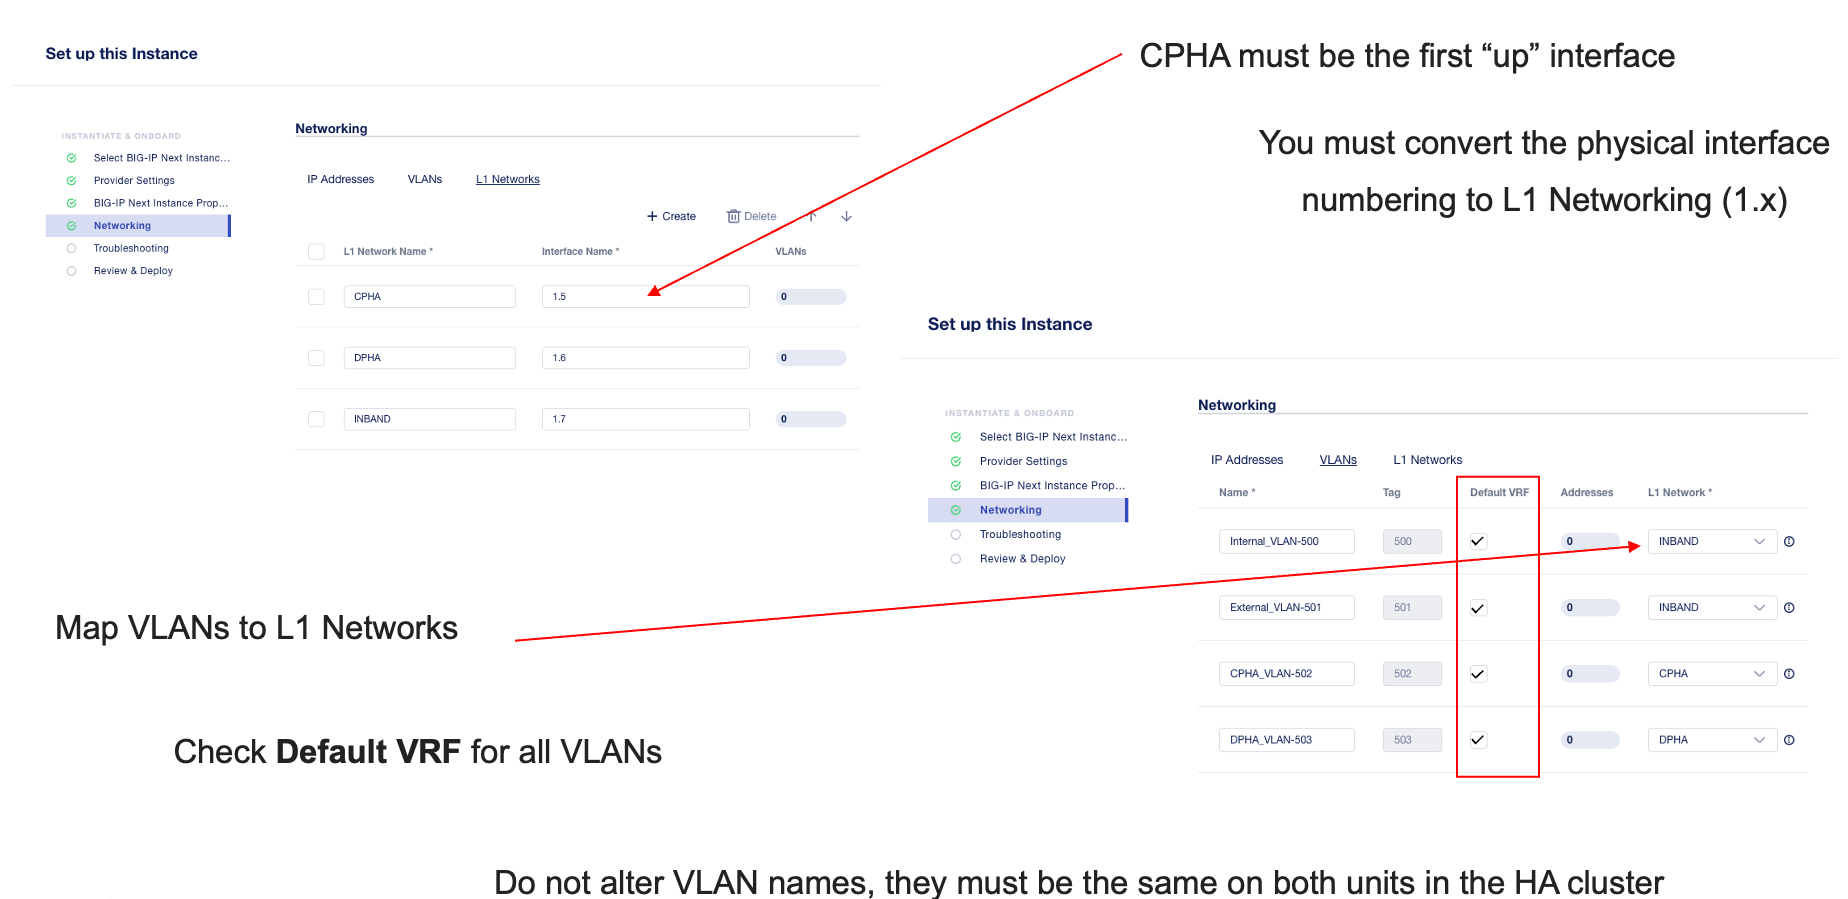 Set up this Instance
INSTANTIATE & ONBOARD
Select BIG-IP Next Instanc...
Provider Settings
BIG-IP Next Instance Prop...
Networking
Troubleshooting
Review & Deploy
Networking
IP Addresses VLANs L1 Networks
+ Create Delete
L1 Network Name * Interface Name * VLANs
CPHA 1.5 0
DPHA 1.6 0
INBAND 1.7 0
CPHA must be the first “up” interface
You must convert the physical interface
numbering to L1 Networking (1.x)
Set up this Instance
INSTANTIATE & ONBOARD
Select BIG-IP Next Instanc...
Provider Settings
BIG-IP Next Instance Prop...
Networking
Troubleshooting
Review & Deploy
Networking
IP Addresses VLANs L1 Networks
Name * Tag Default VRF Addresses L1 Network *
Internal_VLAN-500 500 0 INBAND
External_VLAN-501 501 0 INBAND
CPHA_VLAN-502 502 0 CPHA
DPHA_VLAN-503 503 0 DPHA
Map VLANs to L1 Networks
Check Default VRF for all VLANs
Do not alter VLAN names, they must be the same on both units in the HA cluster